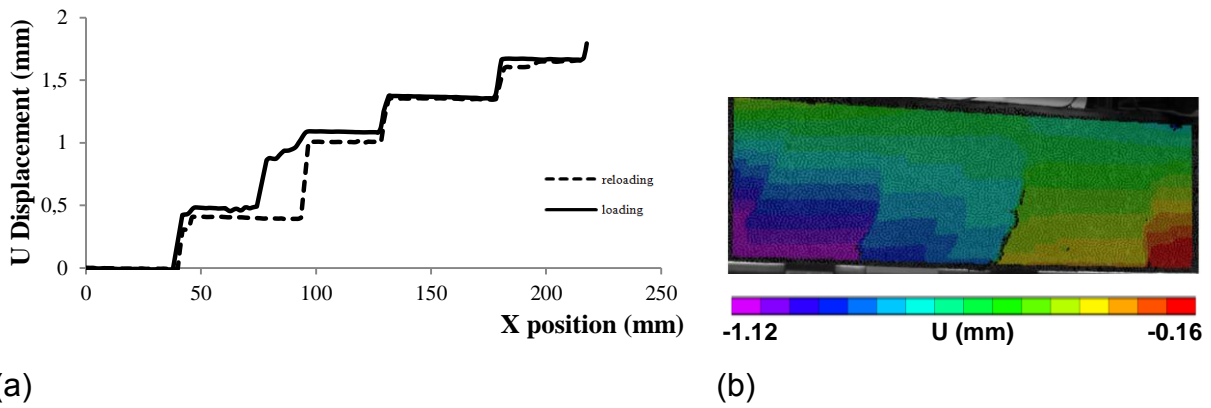 U Displacement (mm)
2
1,5
1
0,5
0
0
50
100
150
200
250
X position (mm)
reloading
loading
-1.12
U (mm)
-0.16
(a)
(b)